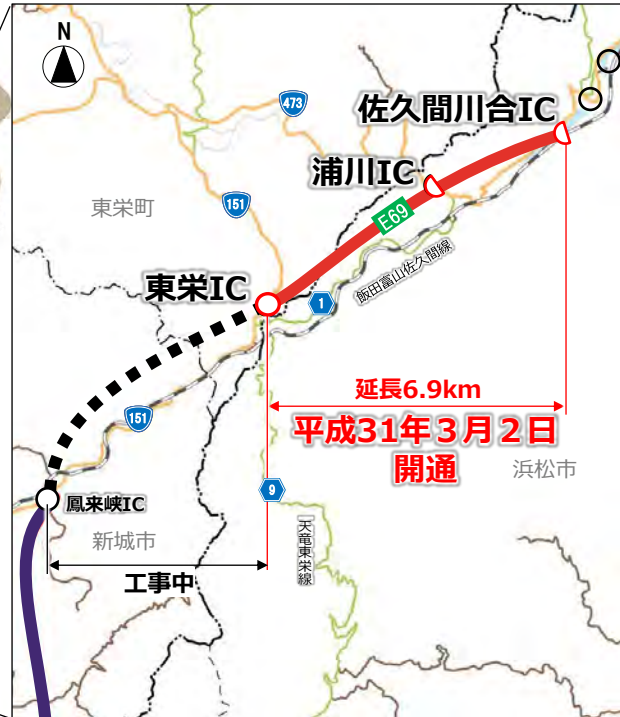 N
473
佐久間川合IC
浦川IC
東栄町
151
E69
東栄IC
1
飯田富山佐久間線
延長6.9km
151
平成31年3月2日
開通
浜松市
9
鳳来峡IC
新城市
天竜東栄線
工事中